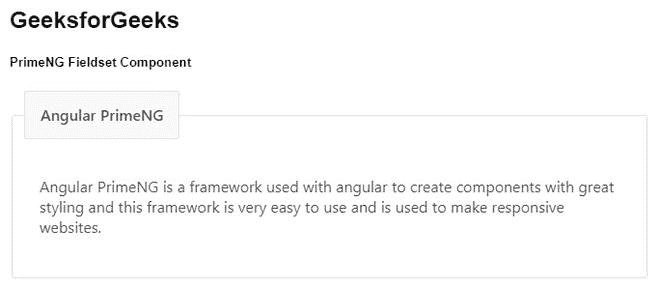 GeeksforGeeks
PrimeNG Fieldset Component
Angular PrimeNG
Angular PrimeNG is a framework used with angular to create components with great
styling and this framework is very easy to use and is used to make responsive
websites.